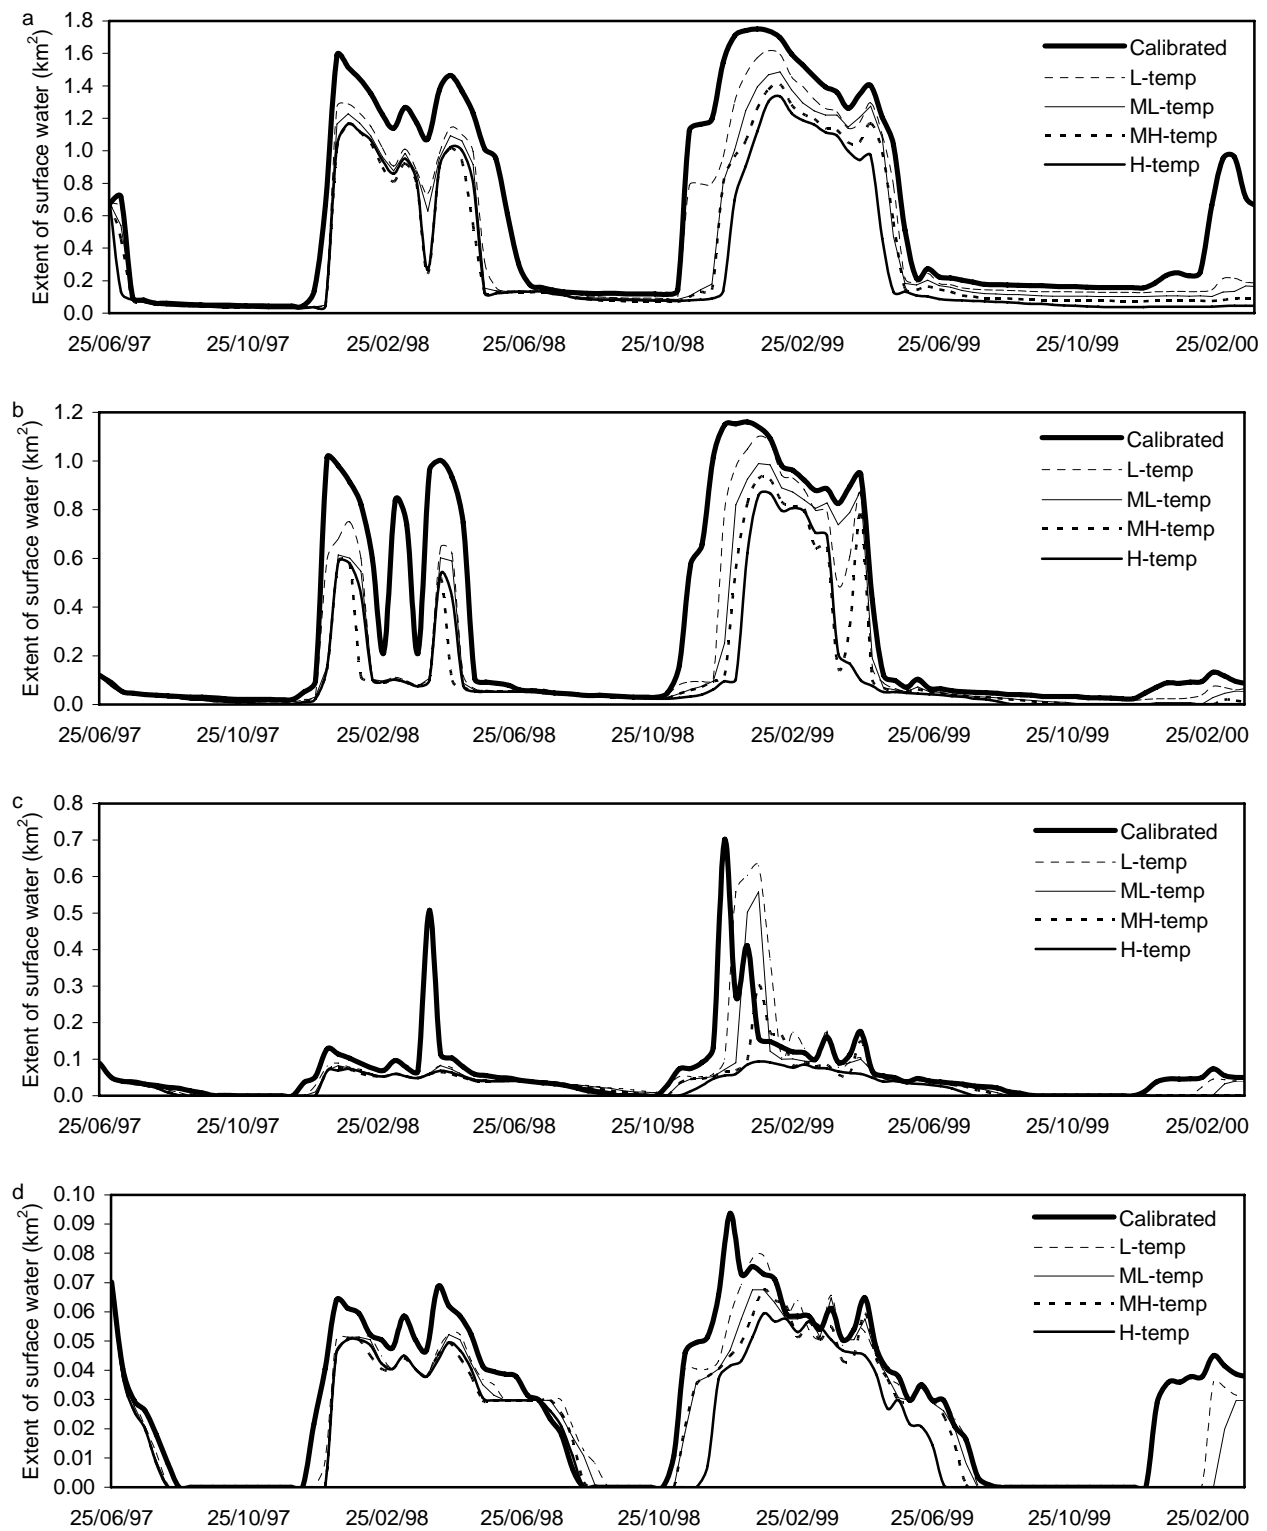 a
Extent of surface water (km²)
1.8
1.6
1.4
1.2
1.0
0.8
0.6
0.4
0.2
0.0
Calibrated
L-temp
ML-temp
MH-temp
H-temp
25/06/97 25/10/97 25/02/98 25/06/98 25/10/98 25/02/99 25/06/99 25/10/99 25/02/00
b
Extent of surface water (km²)
1.2
1.0
0.8
0.6
0.4
0.2
0.0
Calibrated
L-temp
ML-temp
MH-temp
H-temp
25/06/97 25/10/97 25/02/98 25/06/98 25/10/98 25/02/99 25/06/99 25/10/99 25/02/00
c
Extent of surface water (km²)
0.8
0.7
0.6
0.5
0.4
0.3
0.2
0.1
0.0
Calibrated
L-temp
ML-temp
MH-temp
H-temp
25/06/97 25/10/97 25/02/98 25/06/98 25/10/98 25/02/99 25/06/99 25/10/99 25/02/00
d
Extent of surface water (km²)
0.10
0.09
0.08
0.07
0.06
0.05
0.04
0.03
0.02
0.01
0.00
Calibrated
L-temp
ML-temp
MH-temp
H-temp
25/06/97 25/10/97 25/02/98 25/06/98 25/10/98 25/02/99 25/06/99 25/10/99 25/02/00